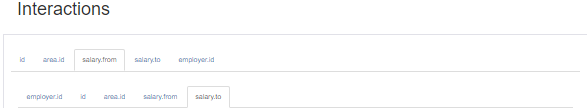 Interactions
id area.id salary.from salary.to employer.id
employer.id id area.id salary.from salary.to